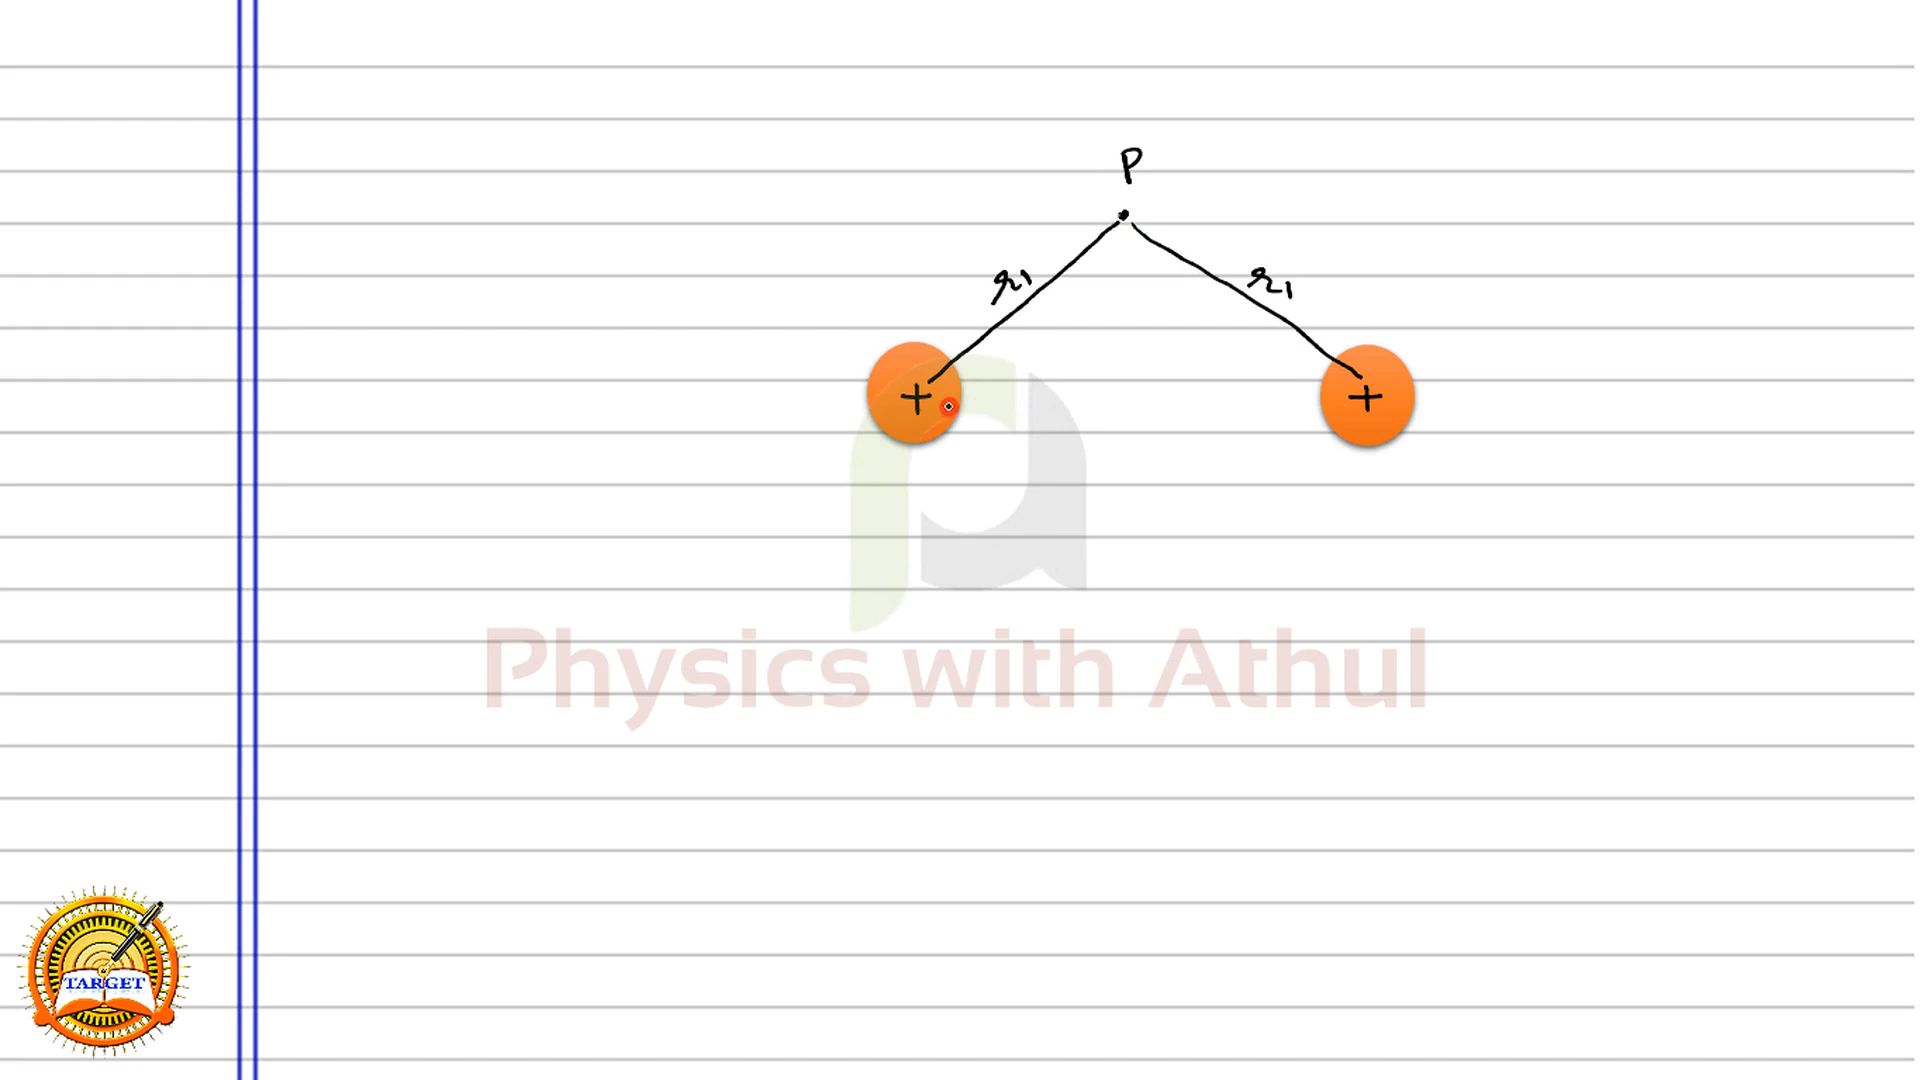 P
r1
r1
+
+
Physics with Athul
TARGET